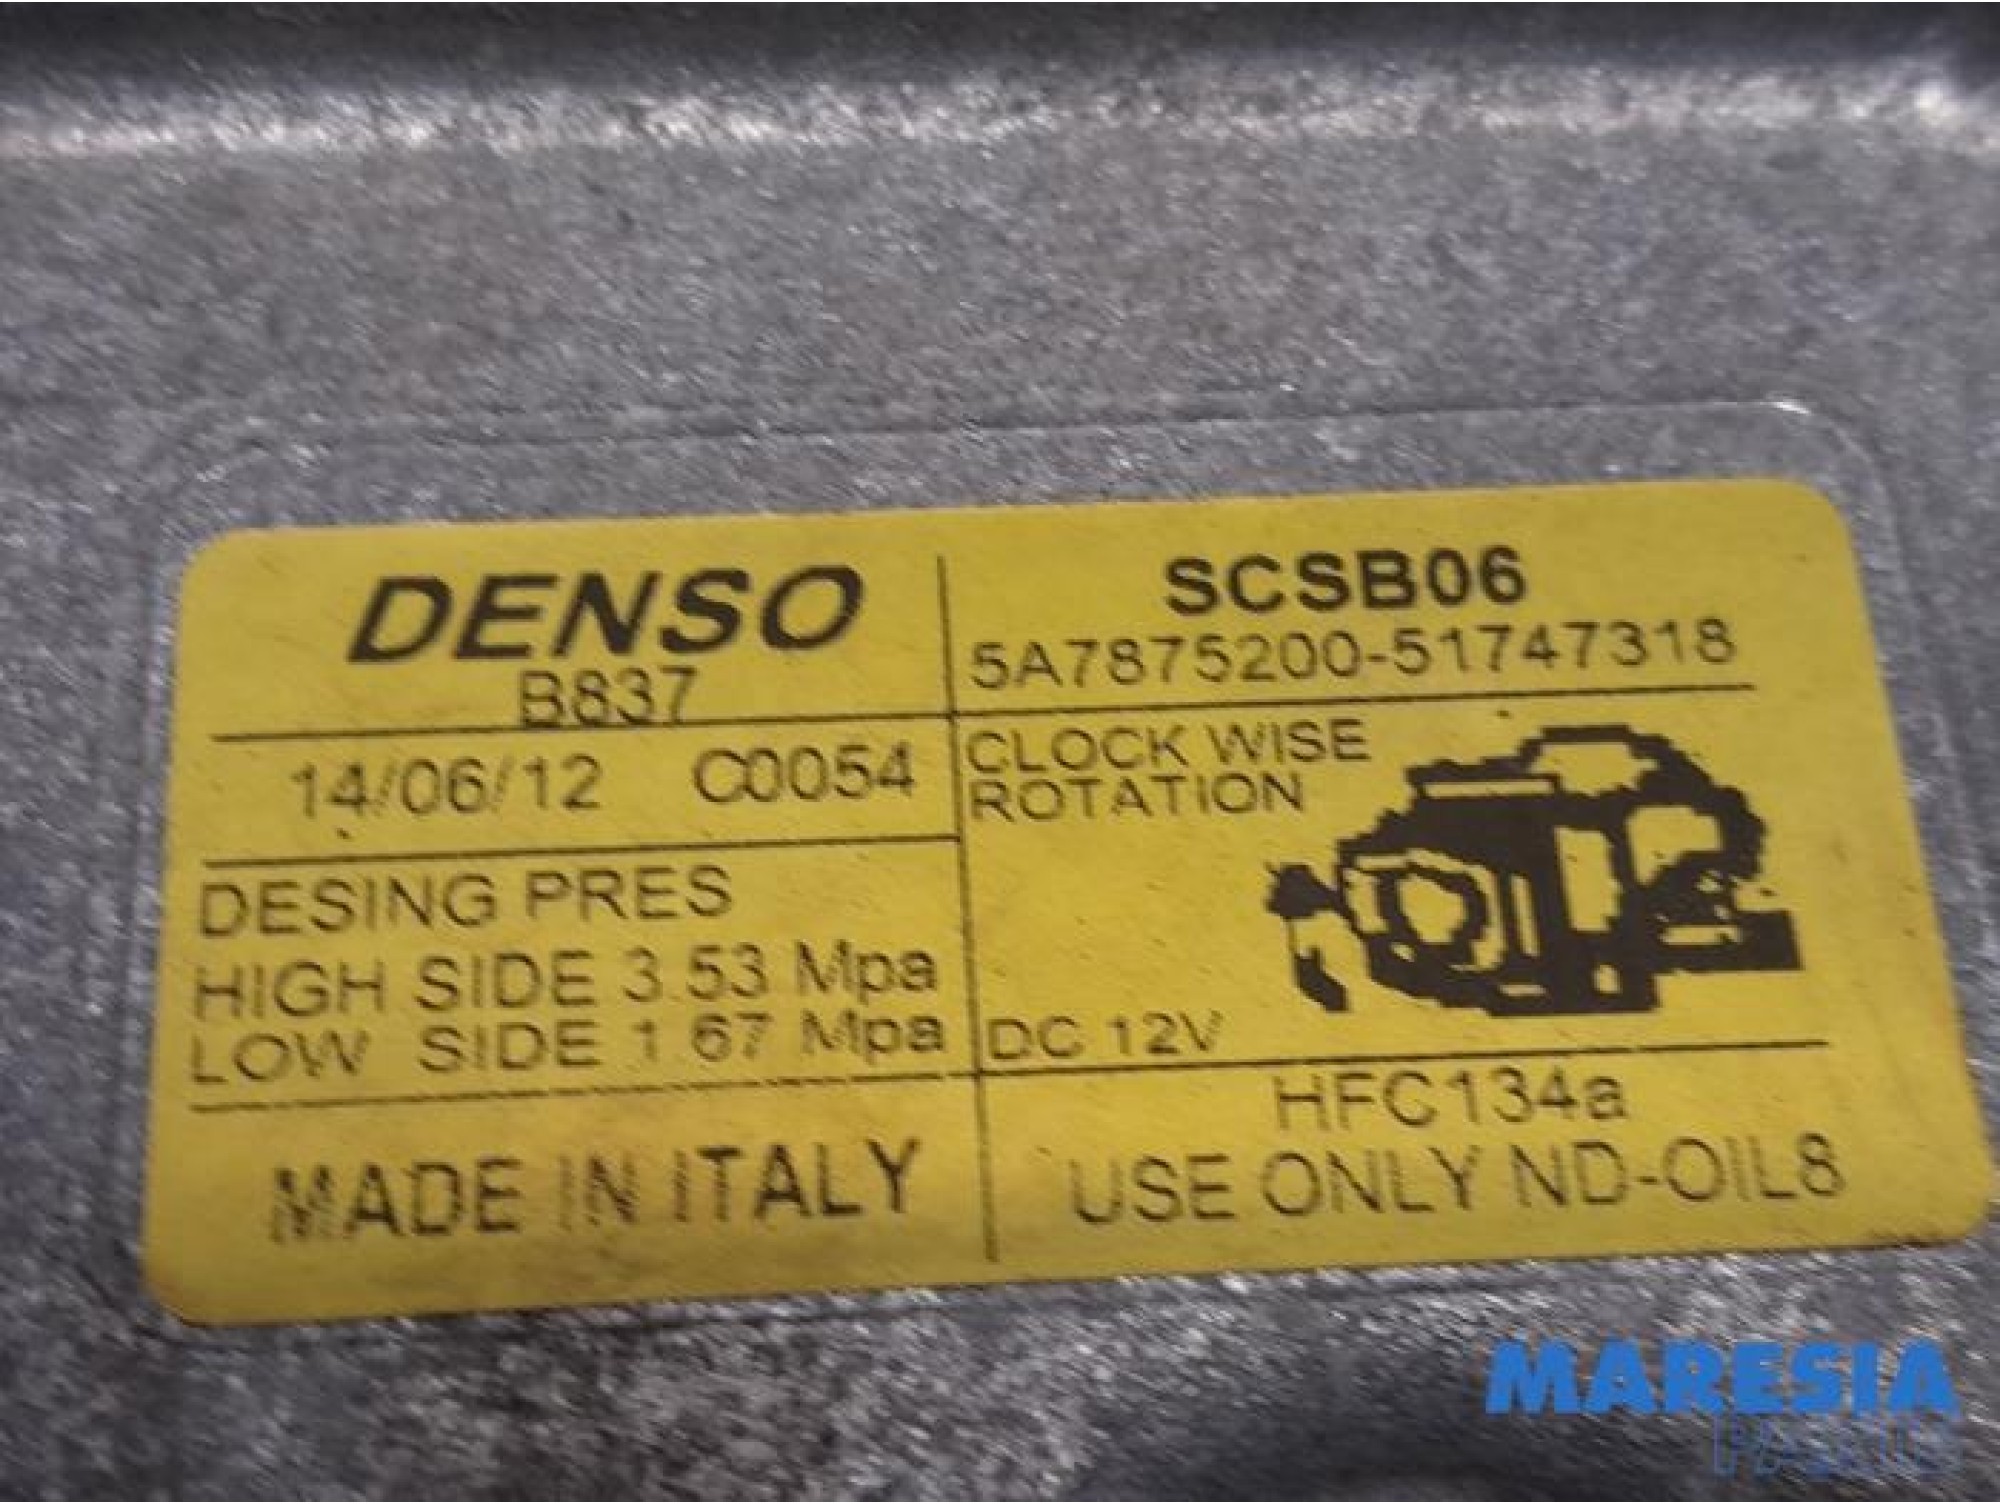 DENSO
B837
SCSB06
5A7875200-51747318
14/06/12 C0054
CLOCK WISE
ROTATION
DESING PRES
HIGH SIDE 3.53 Mpa
LOW SIDE 1.67 Mpa
DC 12V
MADE IN ITALY
HFC134a
USE ONLY ND-OIL8
MARESIA